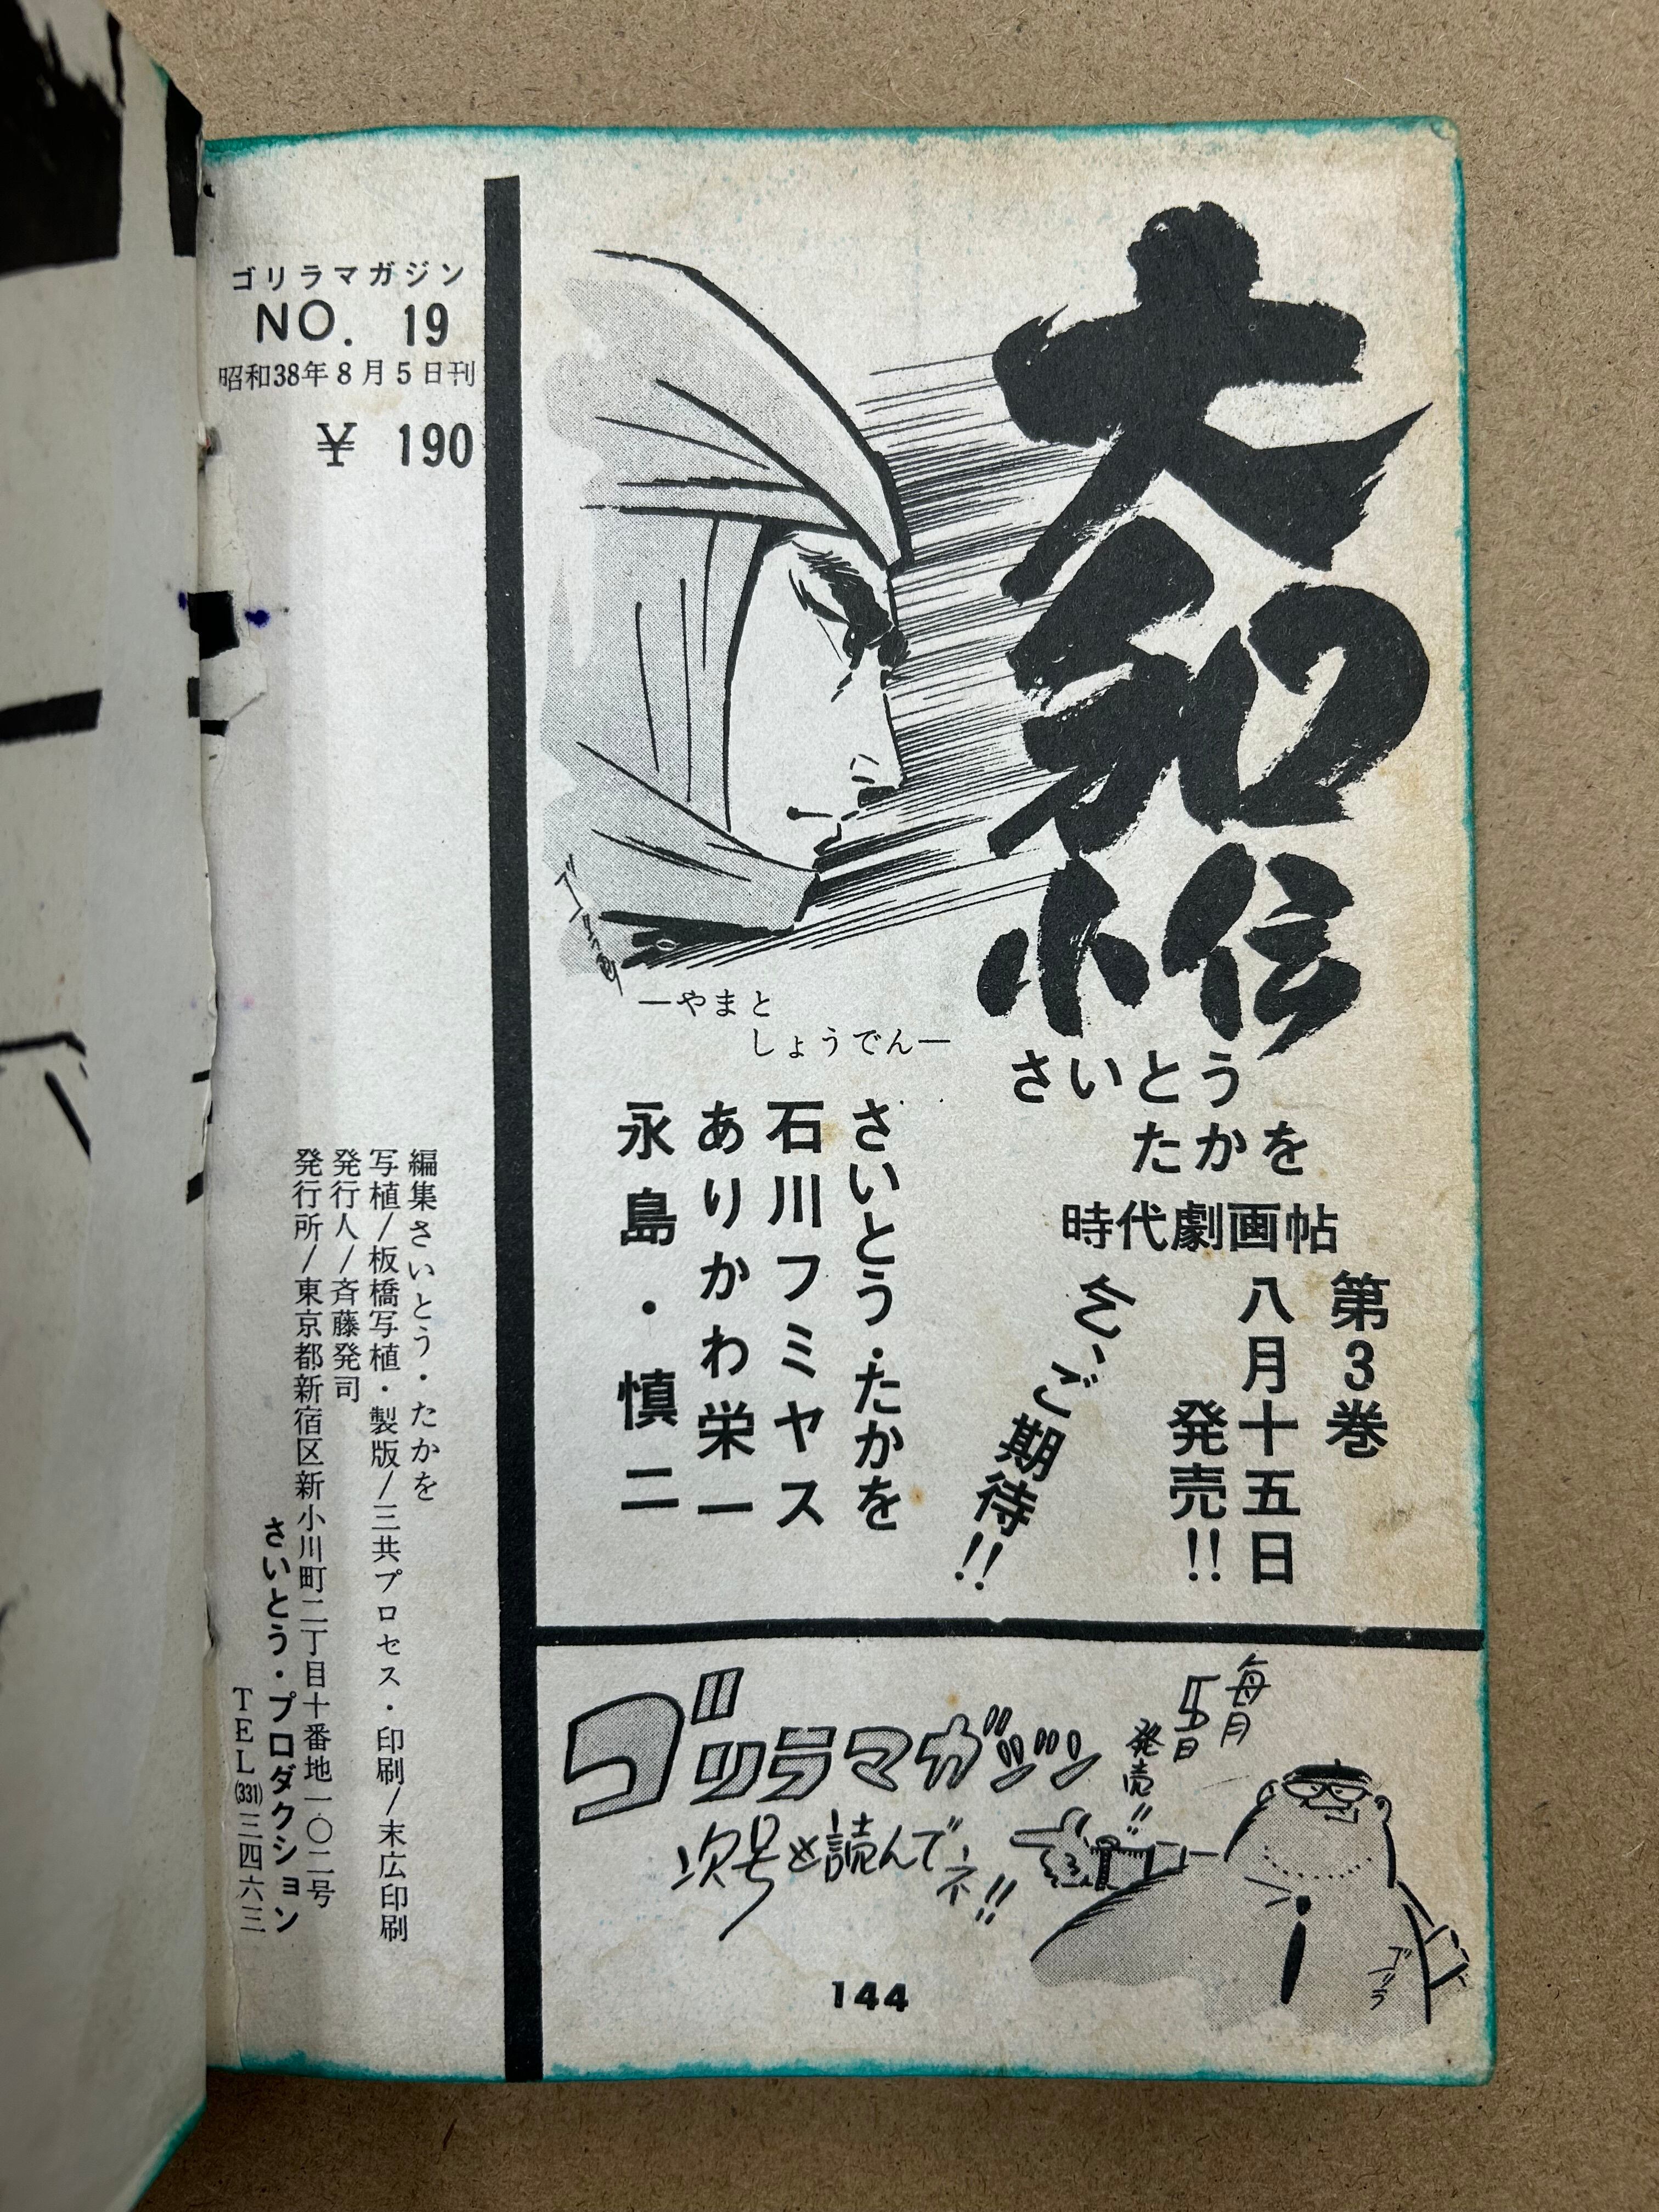 大和小伝
―やまと
しょうでん―
さいとう
たかを
時代劇画帖
第3巻
八月十五日
発売!!
乞、ご期待!!
さいとう・たかを
石川フミヤス
ありかわ栄一
永島・慎二
毎月
5日
発売!!
ゴリラマガジン
次号も読んで
ネ!!
ゴリラ
144
ゴリラマガジン
NO. 19
昭和38年8月5日刊
¥ 190
編集さいとう・たかを
写植/板橋写植・製版/三共プロセス・印刷/末広印刷
発行人/斉藤発司
発行所/東京都新宿区新小川町二丁目十番地一〇二号
さいとう・プロダクション
TEL(331)三四六三